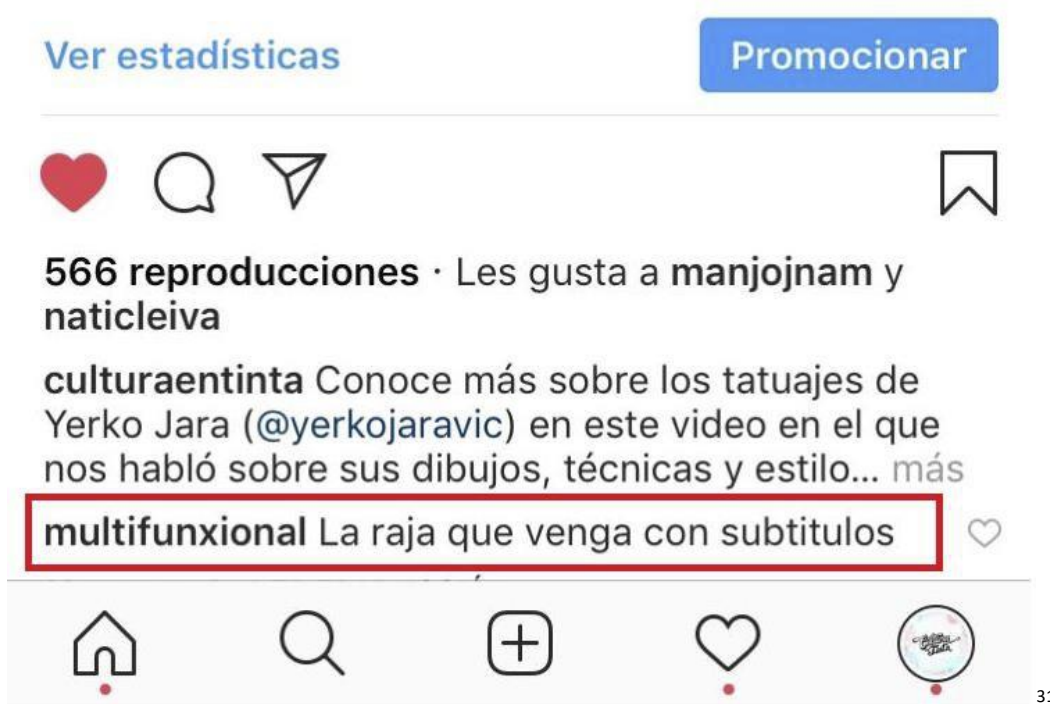 Ver estadísticas
Promocionar
566 reproducciones · Les gusta a manjojnam y
naticleiva
culturaentinta Conoce más sobre los tatuajes de
Yerko Jara (@yerkojaravic) en este video en el que
nos habló sobre sus dibujos, técnicas y estilo... más
multifunxional La raja que venga con subtitulos
31